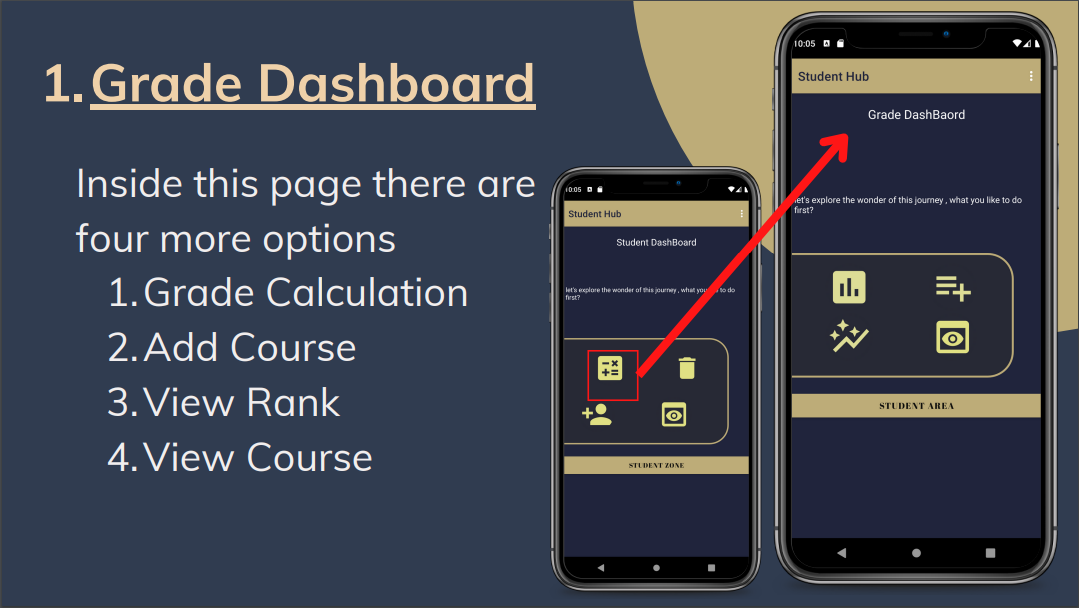 1. Grade Dashboard
Inside this page there are
four more options
1. Grade Calculation
2. Add Course
3. View Rank
4. View Course
10:05
Student Hub
Student DashBoard
let's explore the wonder of this journey , what you to do
first?
STUDENT ZONE
10:05
Student Hub
Grade DashBaord
let's explore the wonder of this journey , what you like to do
first?
STUDENT AREA